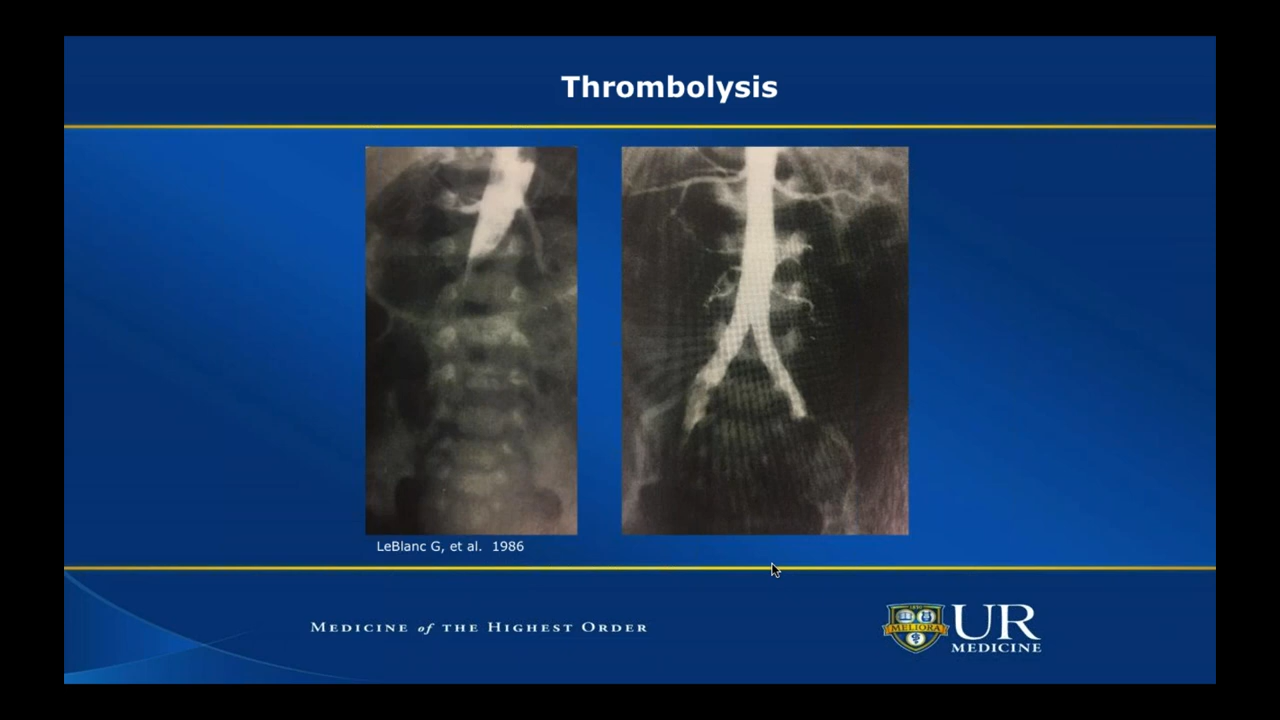 Thrombolysis
LeBlanc G, et al. 1986
MEDICINE of THE HIGHEST ORDER
MELIORA
UR
MEDICINE